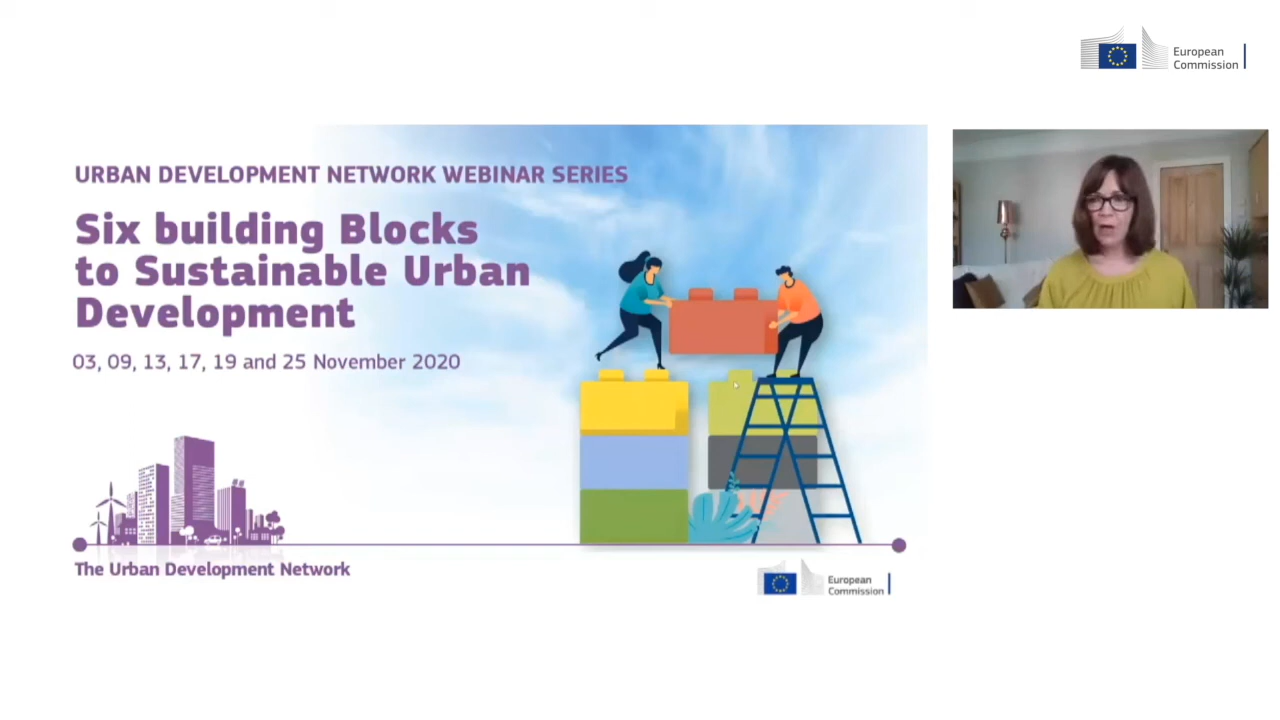 European
Commission
URBAN DEVELOPMENT NETWORK WEBINAR SERIES
Six building Blocks
to Sustainable Urban
Development
03, 09, 13, 17, 19 and 25 November 2020
The Urban Development Network
European
Commission